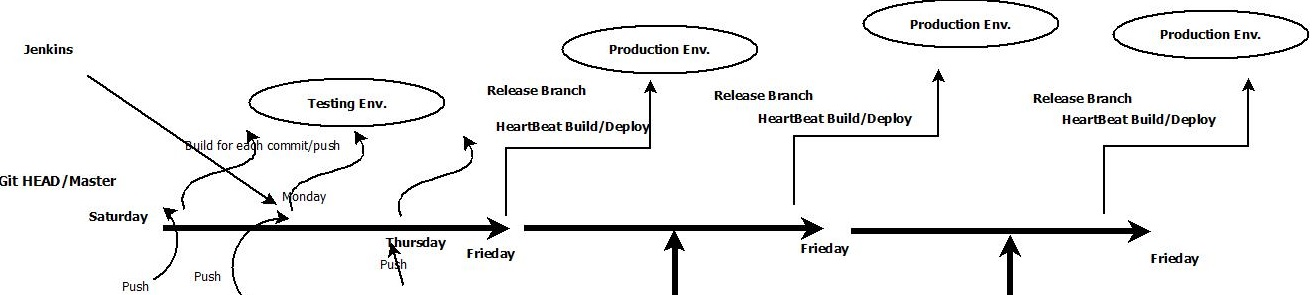 Jenkins
Production Env.
Production Env.
Production Env.
Testing Env.
Release Branch
Release Branch
Release Branch
HeartBeat Build/Deploy
HeartBeat Build/Deploy
HeartBeat Build/Deploy
Build for each commit/push
Git HEAD/Master
Monday
Saturday
Thursday
Frieday
Frieday
Frieday
Push
Push
Push